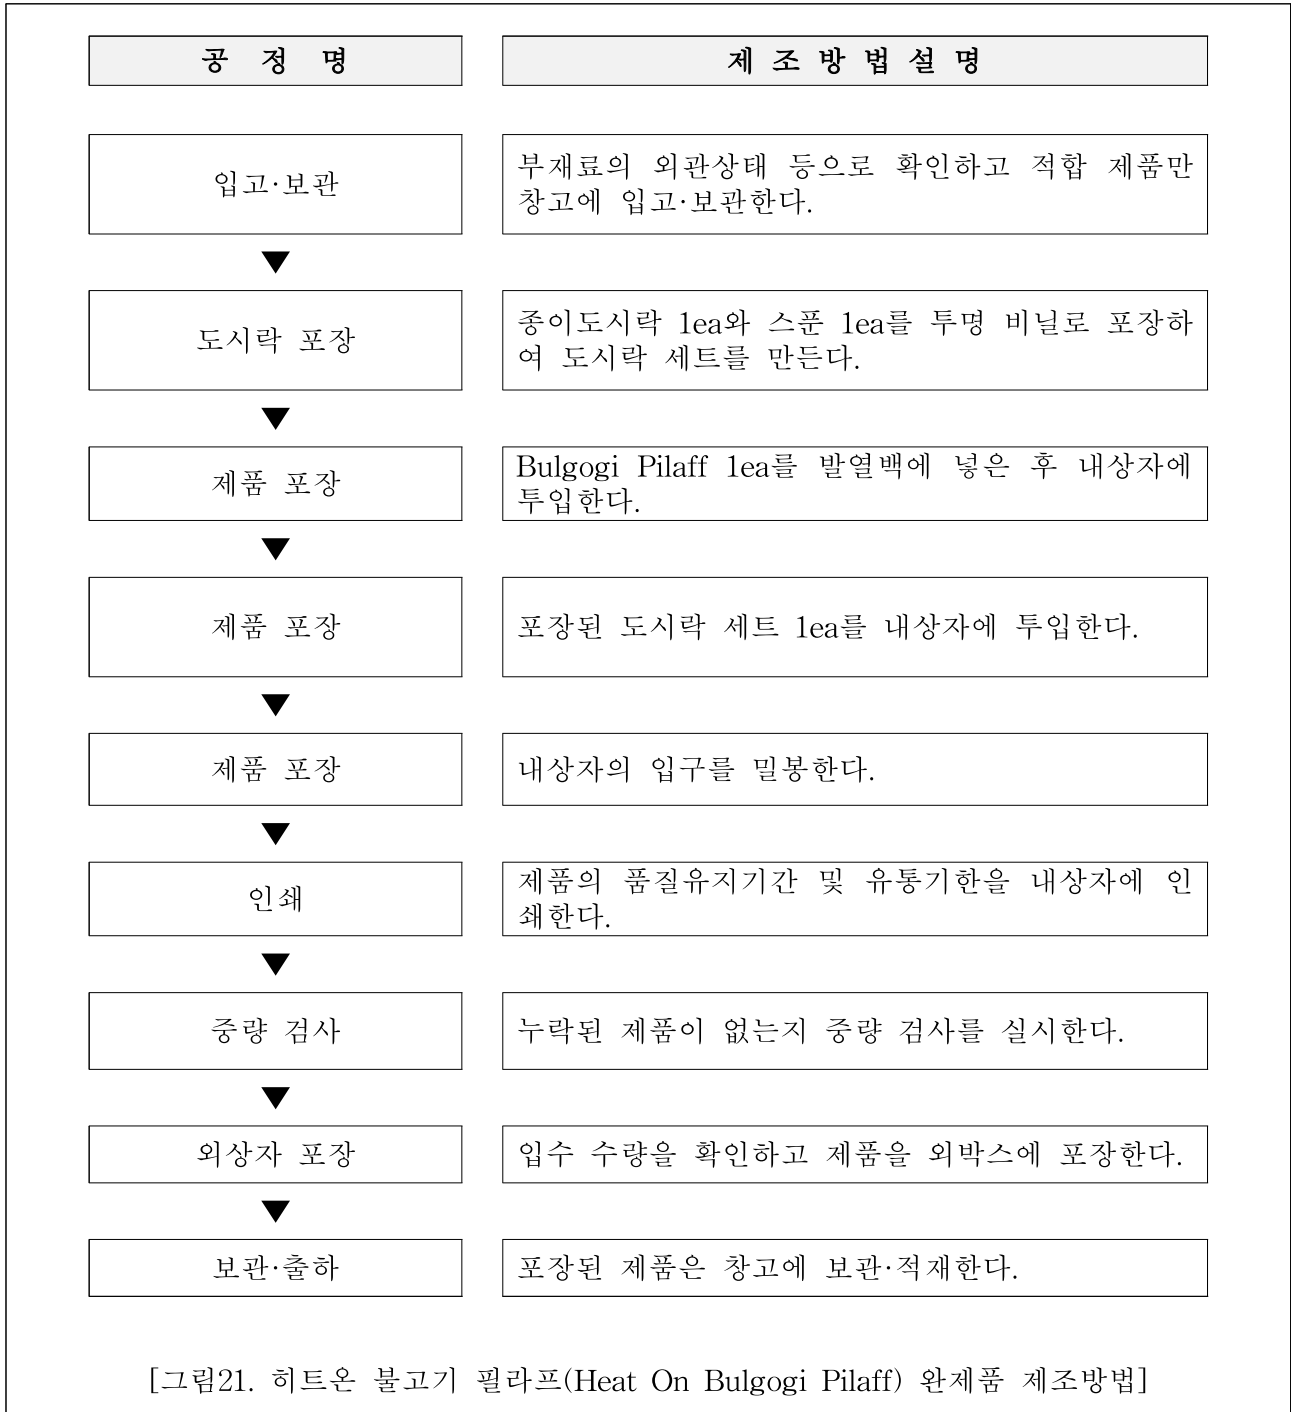 공 정 명
제 조 방 법 설 명
입고·보관
부재료의 외관상태 등으로 확인하고 적합 제품만
창고에 입고·보관한다.
▼
도시락 포장
종이도시락 1ea와 스푼 1ea를 투명 비닐로 포장하
여 도시락 세트를 만든다.
▼
제품 포장
Bulgogi Pilaff 1ea를 발열백에 넣은 후 내상자에
투입한다.
▼
제품 포장
포장된 도시락 세트 1ea를 내상자에 투입한다.
▼
제품 포장
내상자의 입구를 밀봉한다.
▼
인쇄
제품의 품질유지기간 및 유통기한을 내상자에 인
쇄한다.
▼
중량 검사
누락된 제품이 없는지 중량 검사를 실시한다.
▼
외상자 포장
입수 수량을 확인하고 제품을 외박스에 포장한다.
▼
보관·출하
포장된 제품은 창고에 보관·적재한다.
[그림21. 히트온 불고기 필라프(Heat On Bulgogi Pilaff) 완제품 제조방법]